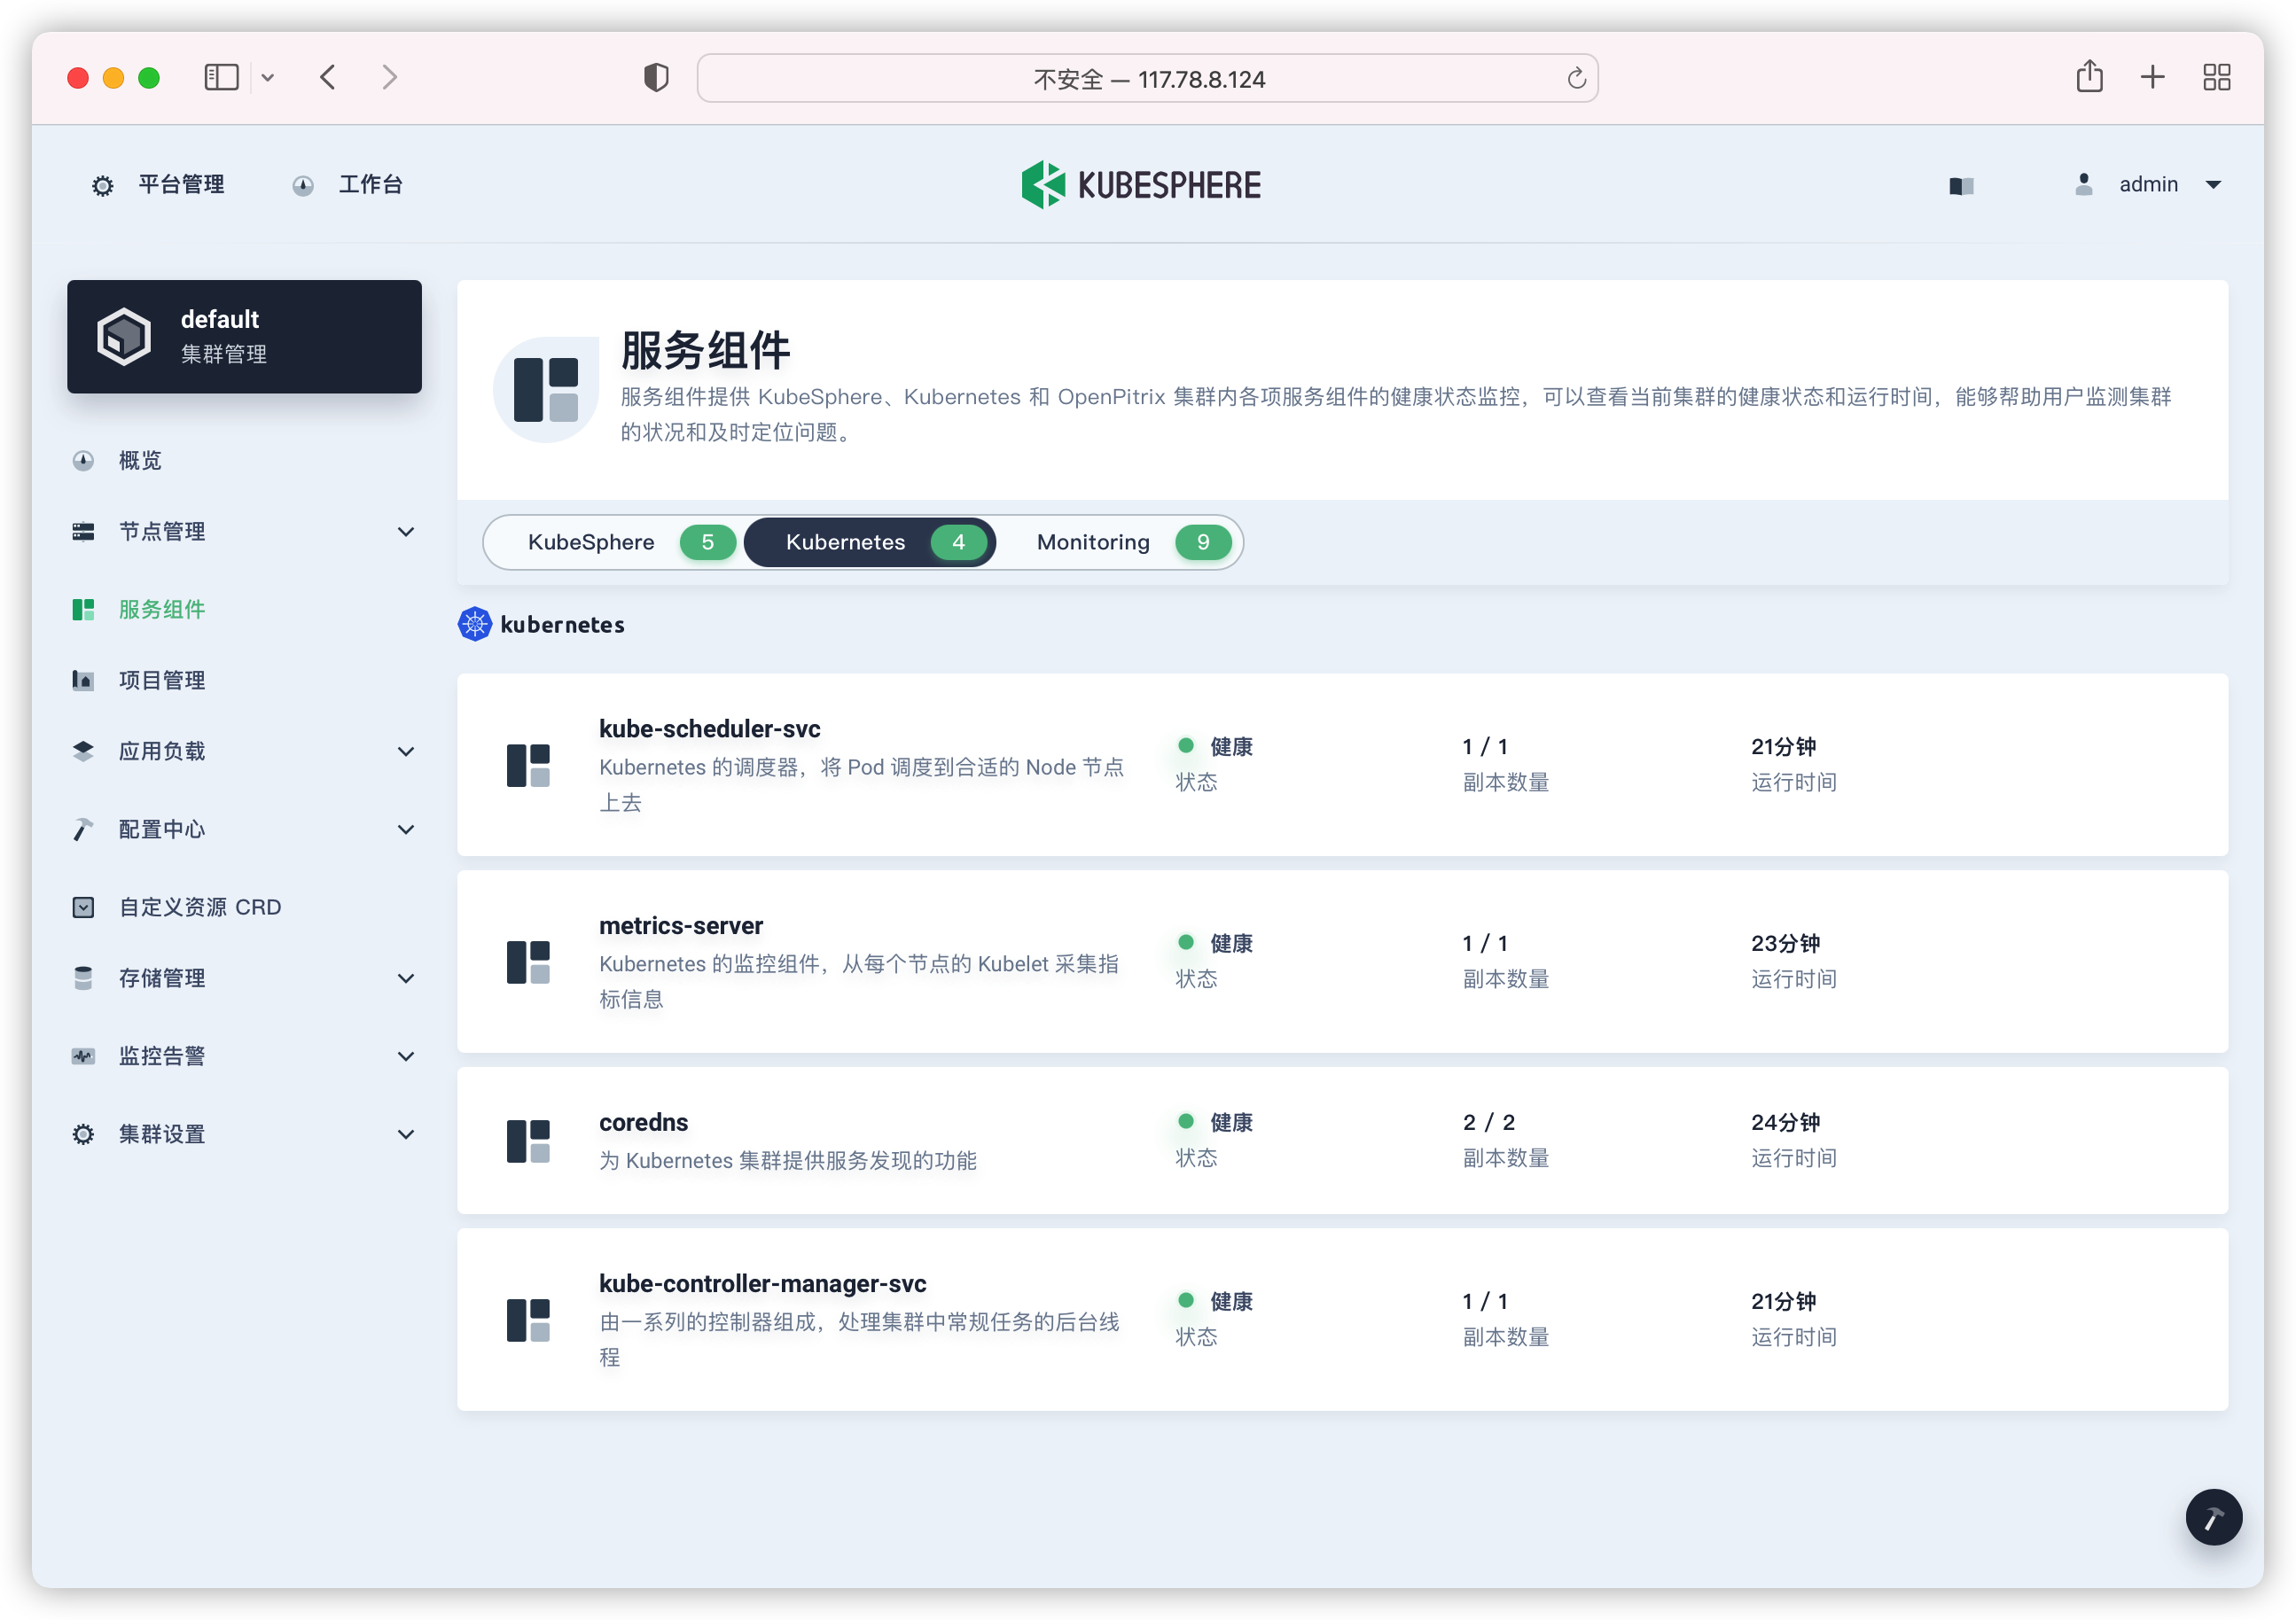 不安全 — 117.78.8.124
平台管理
工作台
KUBESPHERE
admin
default
集群管理
概览
节点管理
服务组件
项目管理
应用负载
配置中心
自定义资源 CRD
存储管理
监控告警
集群设置
服务组件
服务组件提供 KubeSphere、Kubernetes 和 OpenPitrix 集群内各项服务组件的健康状态监控，可以查看当前集群的健康状态和运行时间，能够帮助用户监测集群
的状况和及时定位问题。
KubeSphere 5
Kubernetes 4
Monitoring 9
kubernetes
kube-scheduler-svc
Kubernetes 的调度器，将 Pod 调度到合适的 Node 节点
上去
健康
状态
1 / 1
副本数量
21分钟
运行时间
metrics-server
Kubernetes 的监控组件，从每个节点的 Kubelet 采集指
标信息
健康
状态
1 / 1
副本数量
23分钟
运行时间
coredns
为 Kubernetes 集群提供服务发现的功能
健康
状态
2 / 2
副本数量
24分钟
运行时间
kube-controller-manager-svc
由一系列的控制器组成，处理集群中常规任务的后台线
程
健康
状态
1 / 1
副本数量
21分钟
运行时间